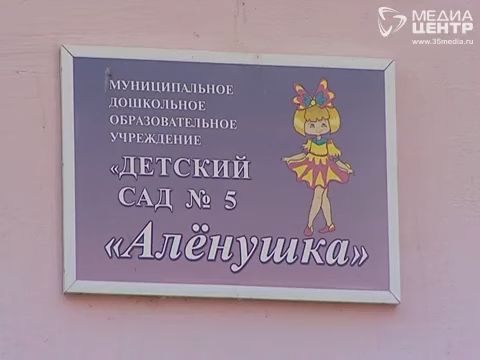 МЕДИА
ЦЕНТР
www.35media.ru
МУНИЦИПАЛЬНОЕ
ДОШКОЛЬНОЕ
ОБРАЗОВАТЕЛЬНОЕ
УЧРЕЖДЕНИЕ
«ДЕТСКИЙ
САД № 5
«Алёнушка»